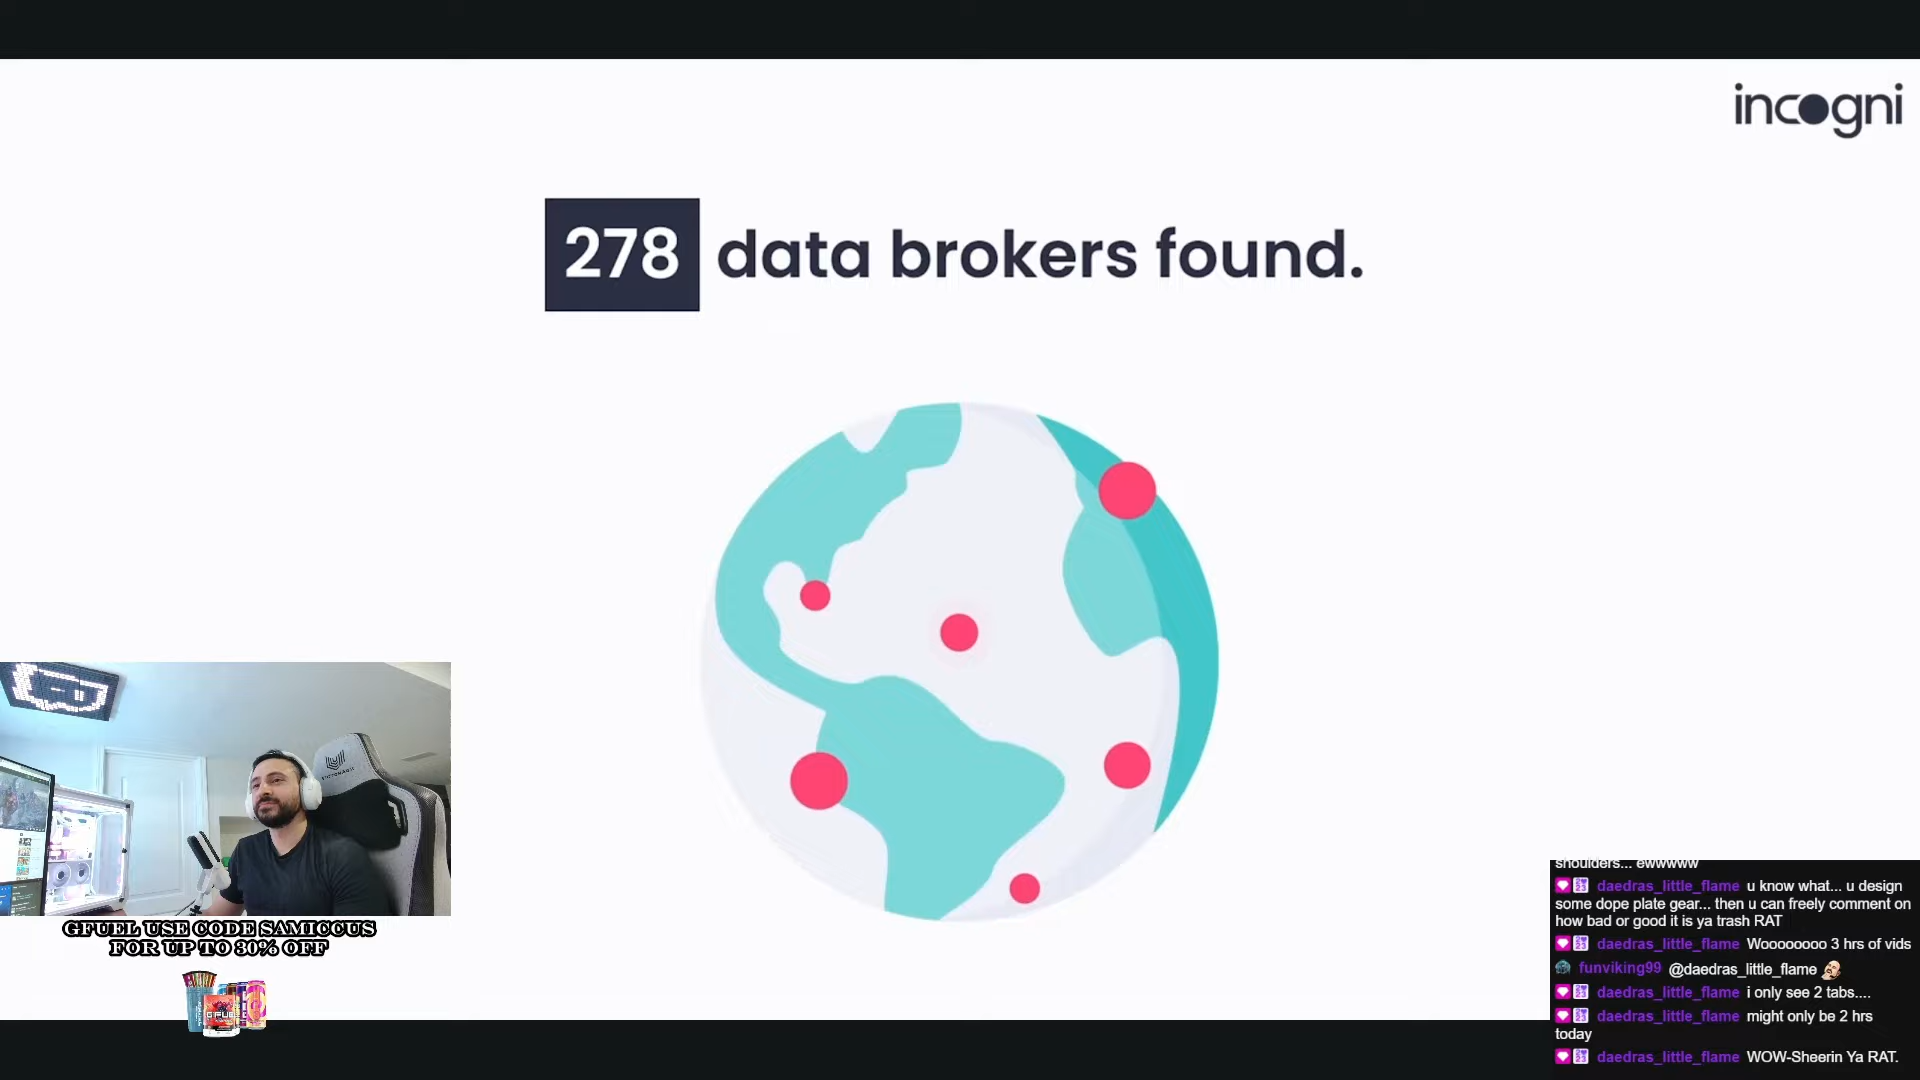 incogni
278 data brokers found.
GFUEL USE CODE SAMICCUS
FOR UP TO 30% OFF
GFUEL
shoulders... ewwwww
daedras_little_flame u know what... u design
some dope plate gear... then u can freely comment on
how bad or good it is ya trash RAT
daedras_little_flame Woooooooo 3 hrs of vids
funviking99 @daedras_little_flame
daedras_little_flame i only see 2 tabs....
daedras_little_flame might only be 2 hrs
today
daedras_little_flame WOW-Sheerin Ya RAT.